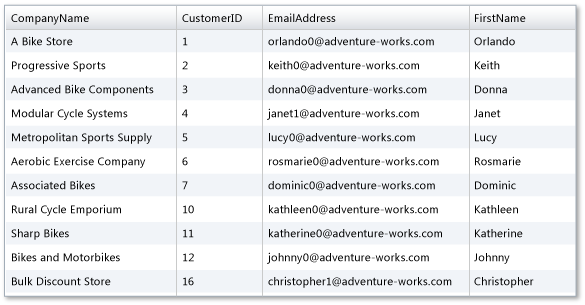 CompanyName CustomerID EmailAddress FirstName
A Bike Store 1 orlando0@adventure-works.com Orlando
Progressive Sports 2 keith0@adventure-works.com Keith
Advanced Bike Components 3 donna0@adventure-works.com Donna
Modular Cycle Systems 4 janet1@adventure-works.com Janet
Metropolitan Sports Supply 5 lucy0@adventure-works.com Lucy
Aerobic Exercise Company 6 rosmarie0@adventure-works.com Rosmarie
Associated Bikes 7 dominic0@adventure-works.com Dominic
Rural Cycle Emporium 10 kathleen0@adventure-works.com Kathleen
Sharp Bikes 11 katherine0@adventure-works.com Katherine
Bikes and Motorbikes 12 johnny0@adventure-works.com Johnny
Bulk Discount Store 16 christopher1@adventure-works.com Christopher